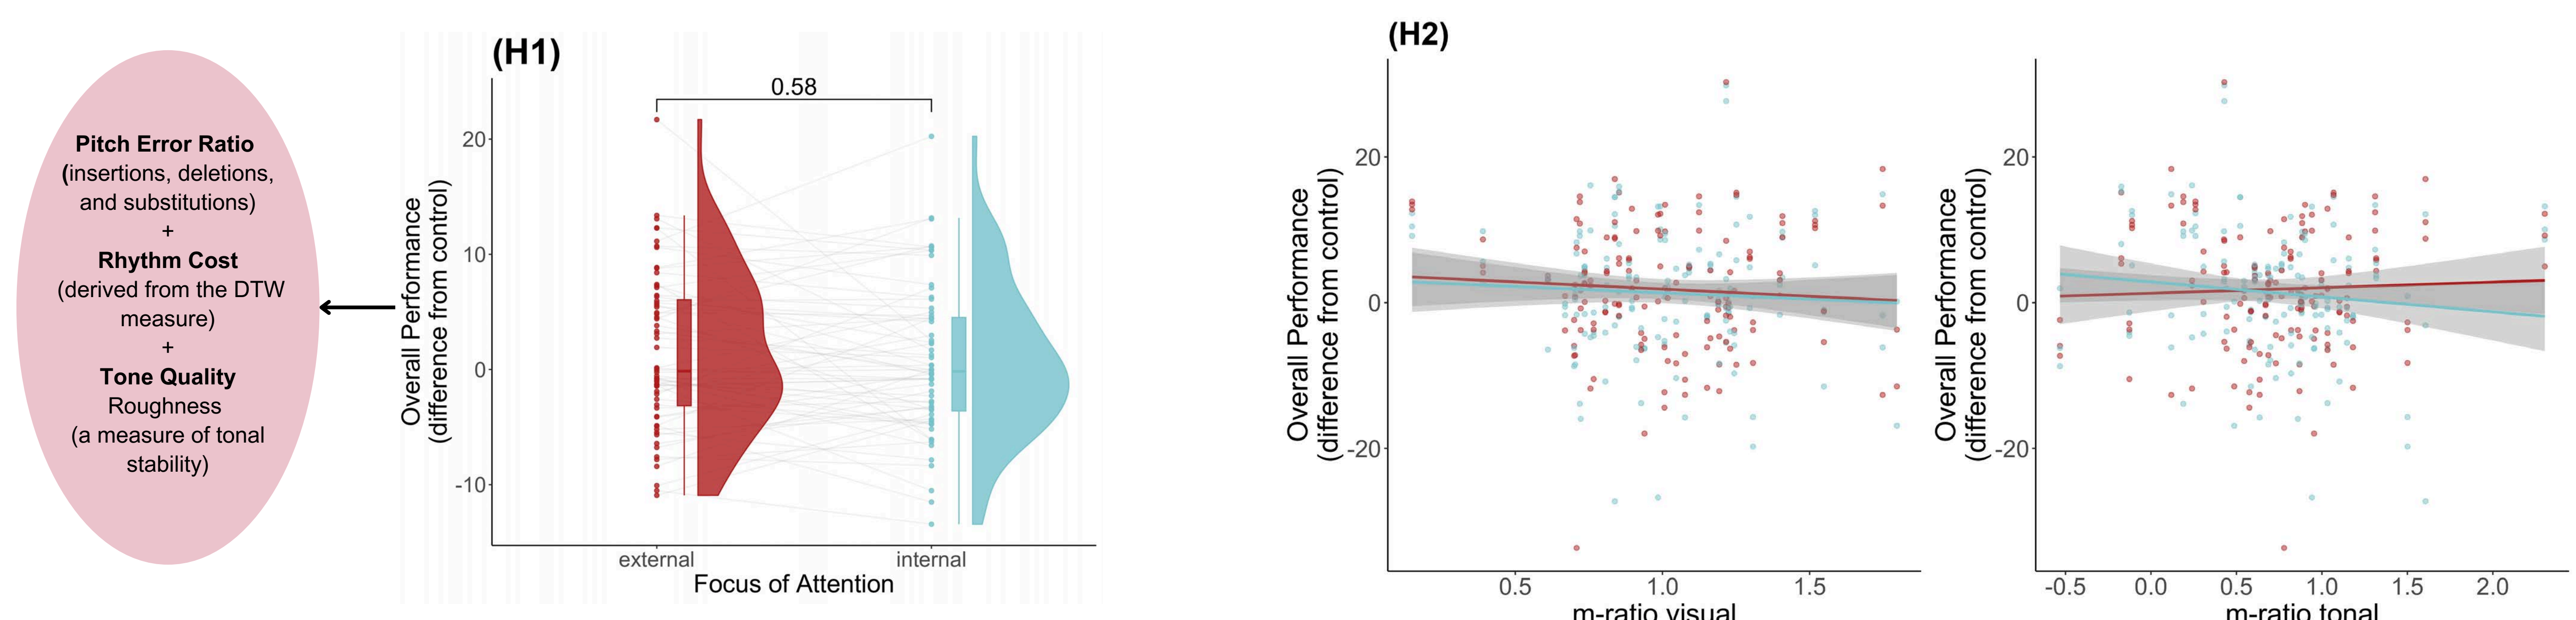 Pitch Error Ratio
(insertions, deletions,
and substitutions)
+
Rhythm Cost
(derived from the DTW
measure)
+
Tone Quality
Roughness
(a measure of tonal
stability)
(H1)
0.58
Overall Performance
(difference from control)
20
10
0
-10
external
internal
Focus of Attention
(H2)
Overall Performance
(difference from control)
20
0
-20
0.5
1.0
1.5
m-ratio visual
Overall Performance
(difference from control)
20
0
-20
-0.5
0.0
0.5
1.0
1.5
2.0
m-ratio tonal